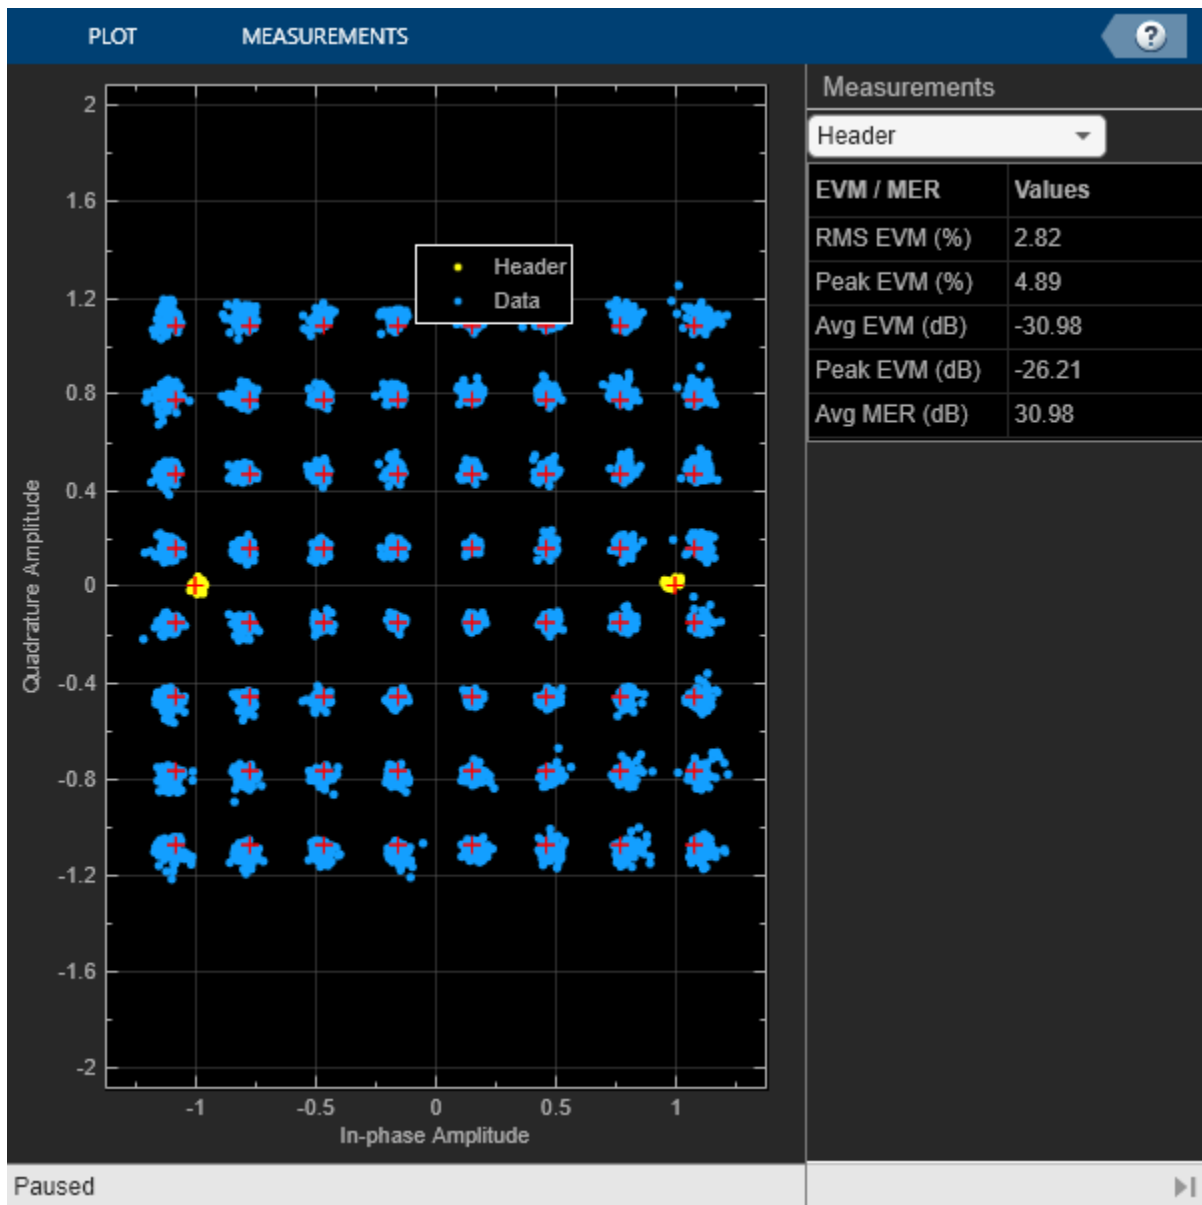 PLOT MEASUREMENTS ?
Measurements
Header
EVM / MER Values
RMS EVM (%) 2.82
Peak EVM (%) 4.89
Avg EVM (dB) -30.98
Peak EVM (dB) -26.21
Avg MER (dB) 30.98
Header
Data
2
1.6
1.2
0.8
0.4
0
-0.4
-0.8
-1.2
-1.6
-2
Quadrature Amplitude
-1 -0.5 0 0.5 1
In-phase Amplitude
Paused